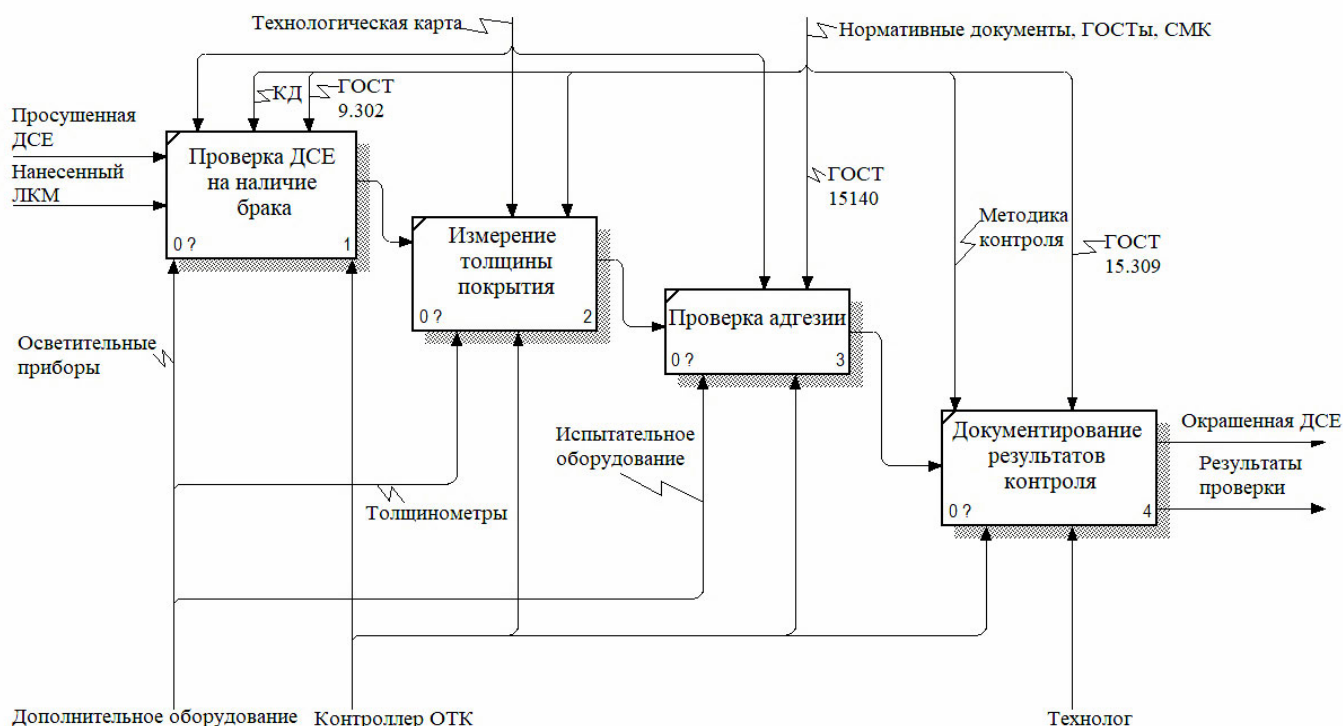 Технологическая карта
Нормативные документы, ГОСТы, СМК
КД
ГОСТ
9.302
Просушенная
ДСЕ
Нанесенный
ЛКМ
Проверка ДСЕ
на наличие
брака
0 ?
1
ГОСТ
15140
Методика
контроля
ГОСТ
15.309
Измерение
толщины
покрытия
0 ?
2
Проверка адгезии
0 ?
3
Осветительные
приборы
Испытательное
оборудование
Толщинометры
Документирование
результатов
контроля
0 ?
4
Окрашенная ДСЕ
Результаты
проверки
Дополнительное оборудование
Контроллер ОТК
Технолог